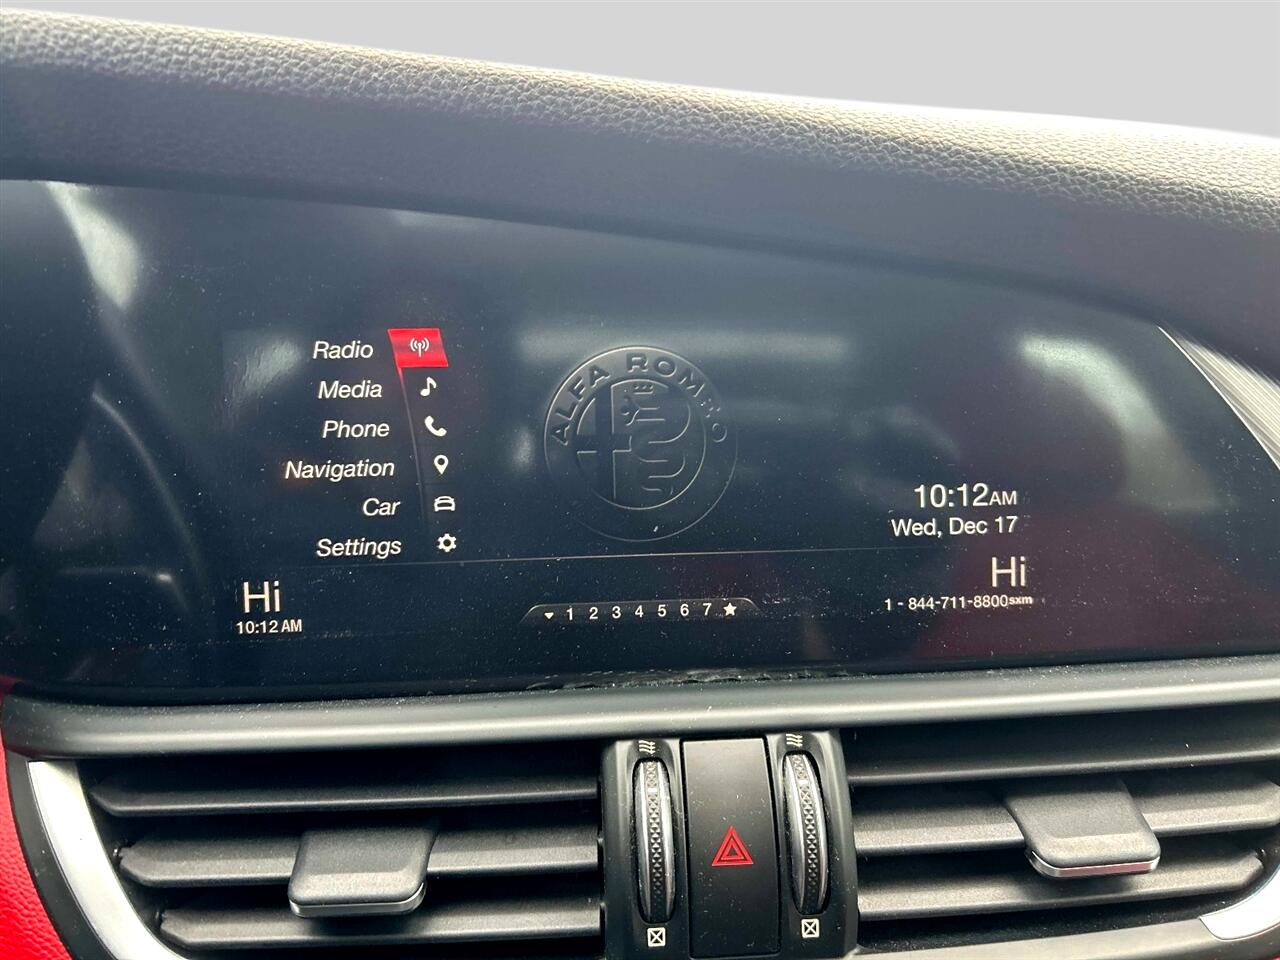 Radio
Media
Phone
Navigation
Car
Settings
ALFA ROMEO
10:12AM
Wed, Dec 17
Hi
10:12 AM
1 2 3 4 5 6 7
Hi
1 - 844-711-8800sxm